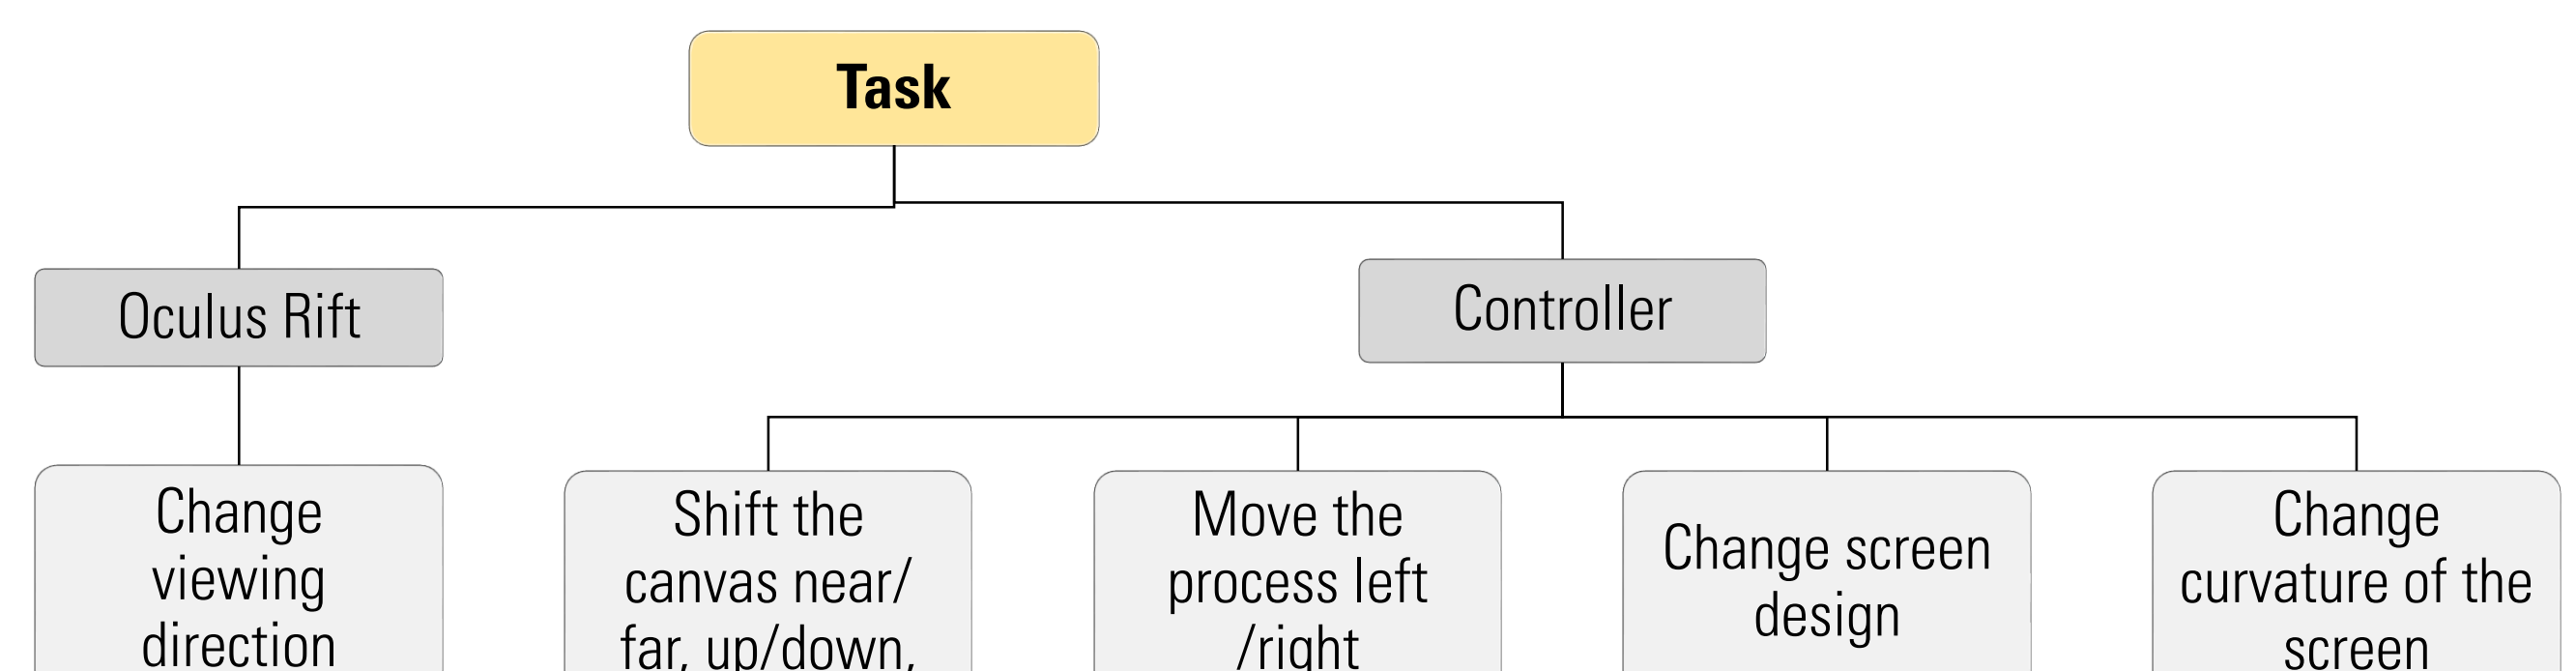 Task
Oculus Rift
Controller
Change
viewing
direction
Shift the
canvas near/
far, up/down,
Move the
process left
/right
Change screen
design
Change
curvature of the
screen